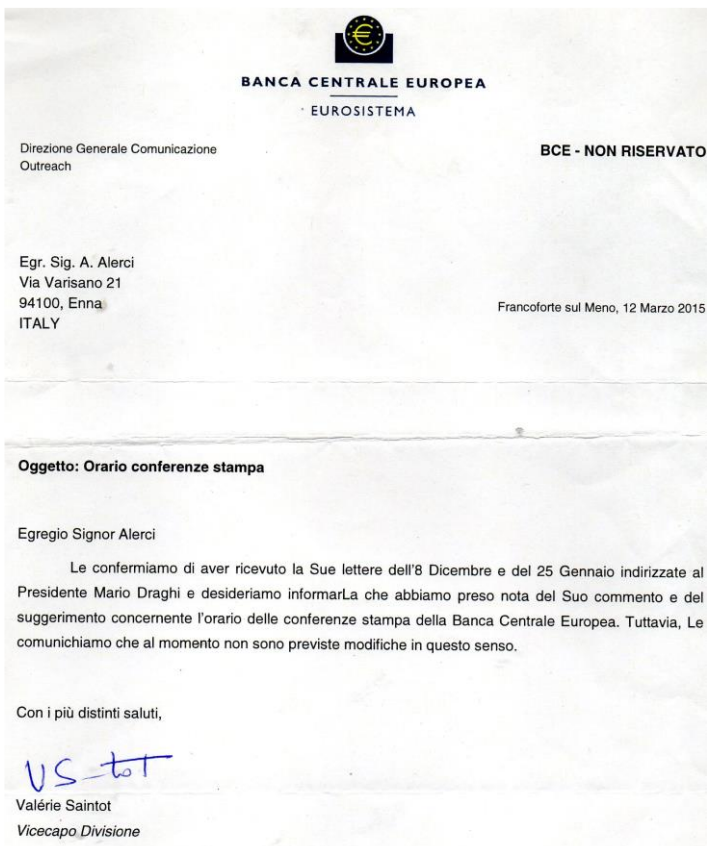 €
BANCA CENTRALE EUROPEA
EUROSISTEMA
Direzione Generale Comunicazione
Outreach
BCE - NON RISERVATO
Egr. Sig. A. Alerci
Via Varisano 21
94100, Enna
ITALY
Francoforte sul Meno, 12 Marzo 2015
Oggetto: Orario conferenze stampa
Egregio Signor Alerci
Le confermiamo di aver ricevuto la Sue lettere dell'8 Dicembre e del 25 Gennaio indirizzate al
Presidente Mario Draghi e desideriamo informarLa che abbiamo preso nota del Suo commento e del
suggerimento concernente l'orario delle conferenze stampa della Banca Centrale Europea. Tuttavia, Le
comunichiamo che al momento non sono previste modifiche in questo senso.
Con i più distinti saluti,
VS-tot
Valérie Saintot
Vicecapo Divisione